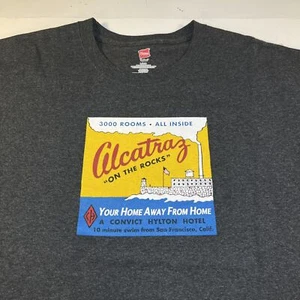 3000 ROOMS • ALL INSIDE
Alcatraz
"ON THE ROCKS"
YOUR HOME AWAY FROM HOME
A CONVICT HYLTON HOTEL
10 minute swim from San Francisco, Calif.